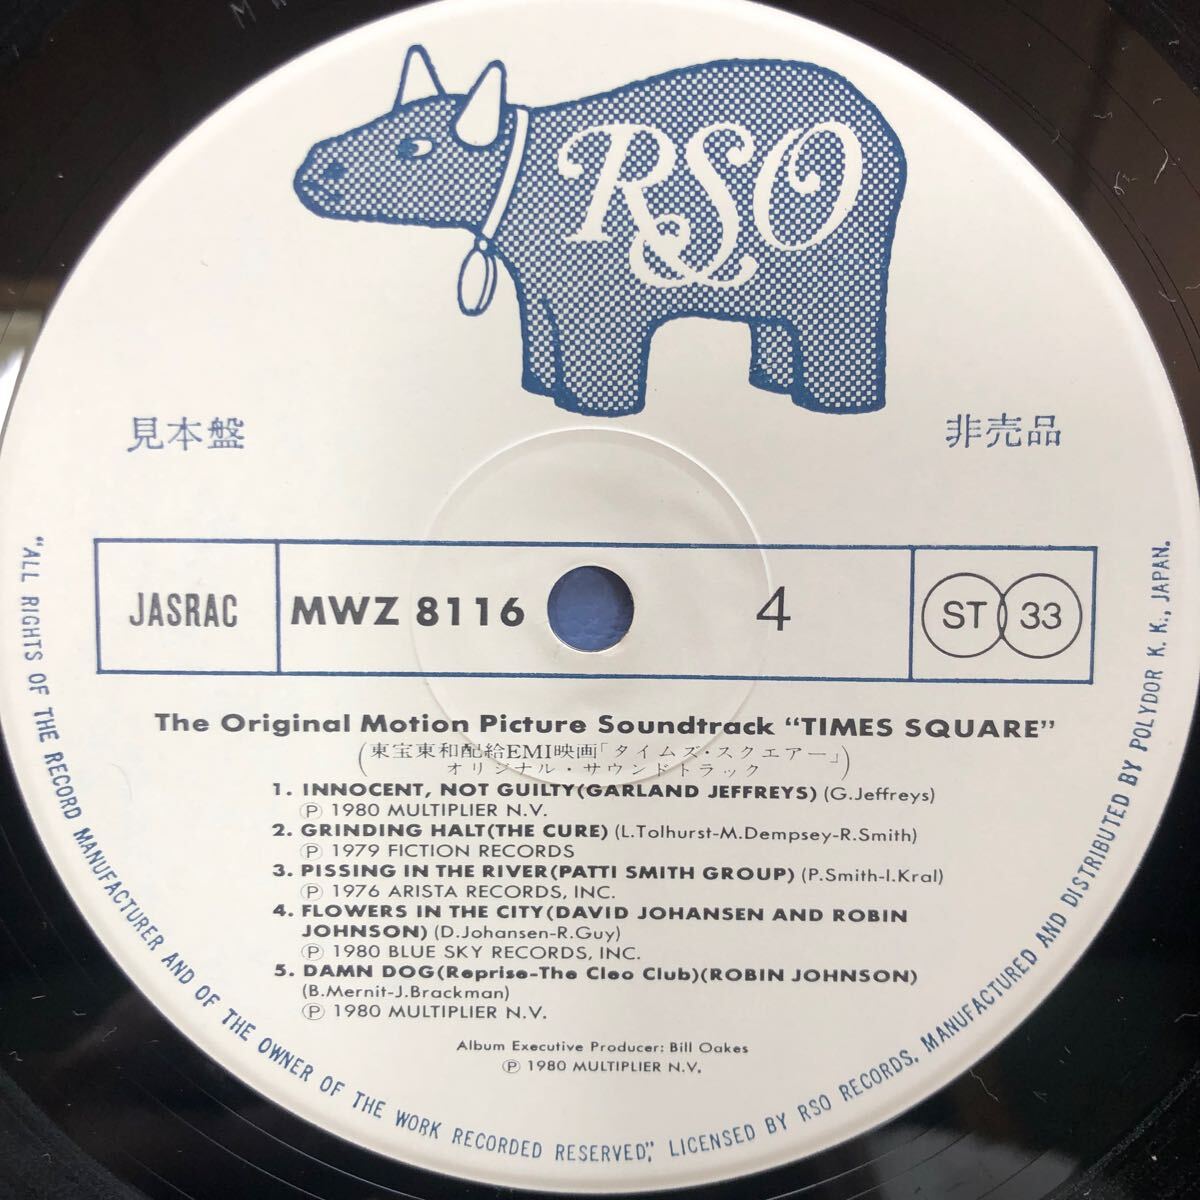 RSO
見本盤
非売品
JASRAC
MWZ 8116
4
ST 33
The Original Motion Picture Soundtrack "TIMES SQUARE"
(東宝東和配給EMI映画「タイムズ・スクエアー」
オリジナル・サウンドトラック)
1. INNOCENT, NOT GUILTY(GARLAND JEFFREYS) (G.Jeffreys)
Ⓟ 1980 MULTIPLIER N.V.
2. GRINDING HALT(THE CURE) (L.Tolhurst-M.Dempsey-R.Smith)
Ⓟ 1979 FICTION RECORDS
3. PISSING IN THE RIVER(PATTI SMITH GROUP) (P.Smith-I.Kral)
Ⓟ 1976 ARISTA RECORDS, INC.
4. FLOWERS IN THE CITY(DAVID JOHANSEN AND ROBIN
JOHNSON) (D.Johansen-R.Guy)
Ⓟ 1980 BLUE SKY RECORDS, INC.
5. DAMN DOG(Reprise-The Cleo Club)(ROBIN JOHNSON)
(B.Mernit-J.Brackman)
Ⓟ 1980 MULTIPLIER N.V.
Album Executive Producer: Bill Oakes
Ⓟ 1980 MULTIPLIER N.V.
"ALL RIGHTS OF THE RECORD MANUFACTURER AND OF THE OWNER OF THE WORK RECORDED RESERVED", LICENSED BY RSO RECORDS, MANUFACTURED AND DISTRIBUTED BY POLYDOR K. K., JAPAN.